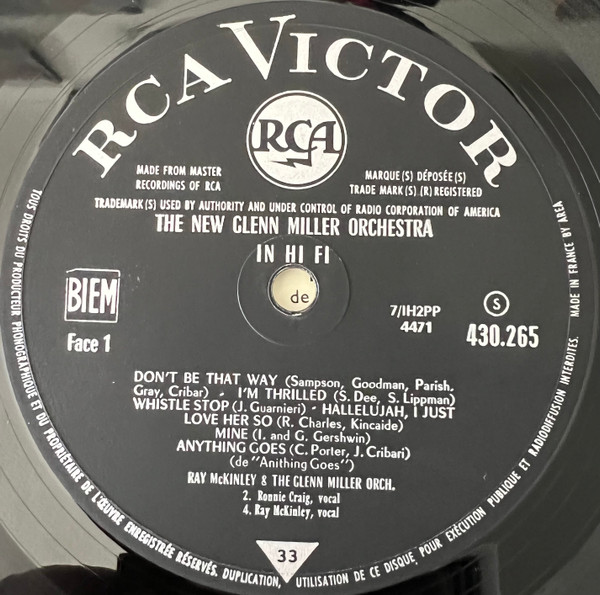 RCA VICTOR
RCA
MADE FROM MASTER
RECORDINGS OF RCA
MARQUE(S) DÉPOSÉE(S)
TRADE MARK(S) (R) REGISTERED
TRADEMARK(S) USED BY AUTHORITY AND UNDER CONTROL OF RADIO CORPORATION OF AMERICA
THE NEW GLENN MILLER ORCHESTRA
IN HI FI
de
BIEM
Face 1
7/IH2PP
4471
S
430.265
DON'T BE THAT WAY (Sampson, Goodman, Parish.
Gray, Cribar) - I'M THRILLED (S. Dee, S. Lippman)
WHISTLE STOP (J. Guarnieri) - HALLELUJAH, I JUST
LOVE HER SO (R. Charles, Kincaide)
MINE (I. and G. Gershwin)
ANYTHING GOES (C. Porter, J. Cribari)
(de "Anithing Goes")
RAY McKINLEY & THE GLENN MILLER ORCH.
2. Ronnie Craig, vocal
4. Ray McKinley, vocal
33
TOUS DROITS DU PRODUCTEUR PHONOGRAPHIQUE ET DU PROPRIÉTAIRE DE L'ŒUVRE ENREGISTRÉE RÉSERVÉS. DUPLICATION, UTILISATION DE CE DISQUE POUR EXÉCUTION PUBLIQUE ET RADIODIFFUSION INTERDITES. MADE IN FRANCE BY AREA